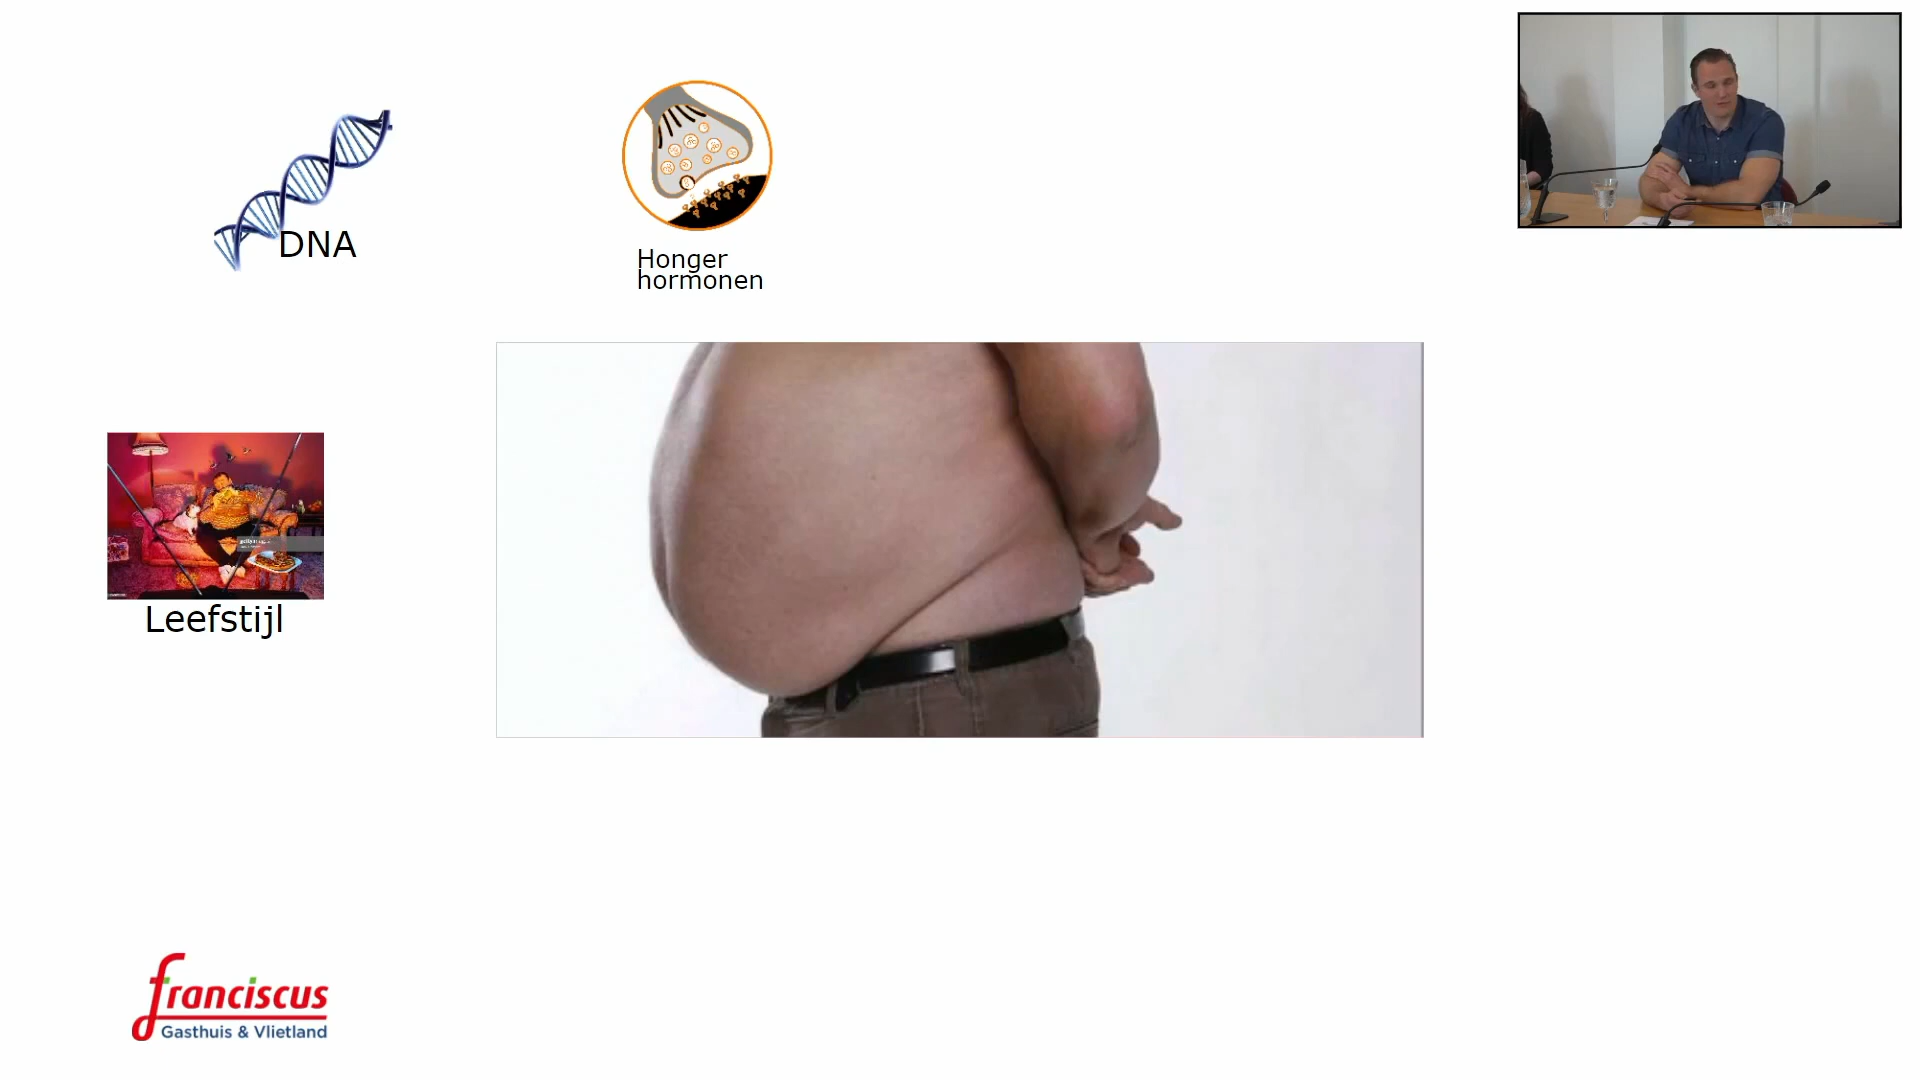 DNA
Honger
hormonen
Leefstijl
franciscus
Gasthuis & Vlietland